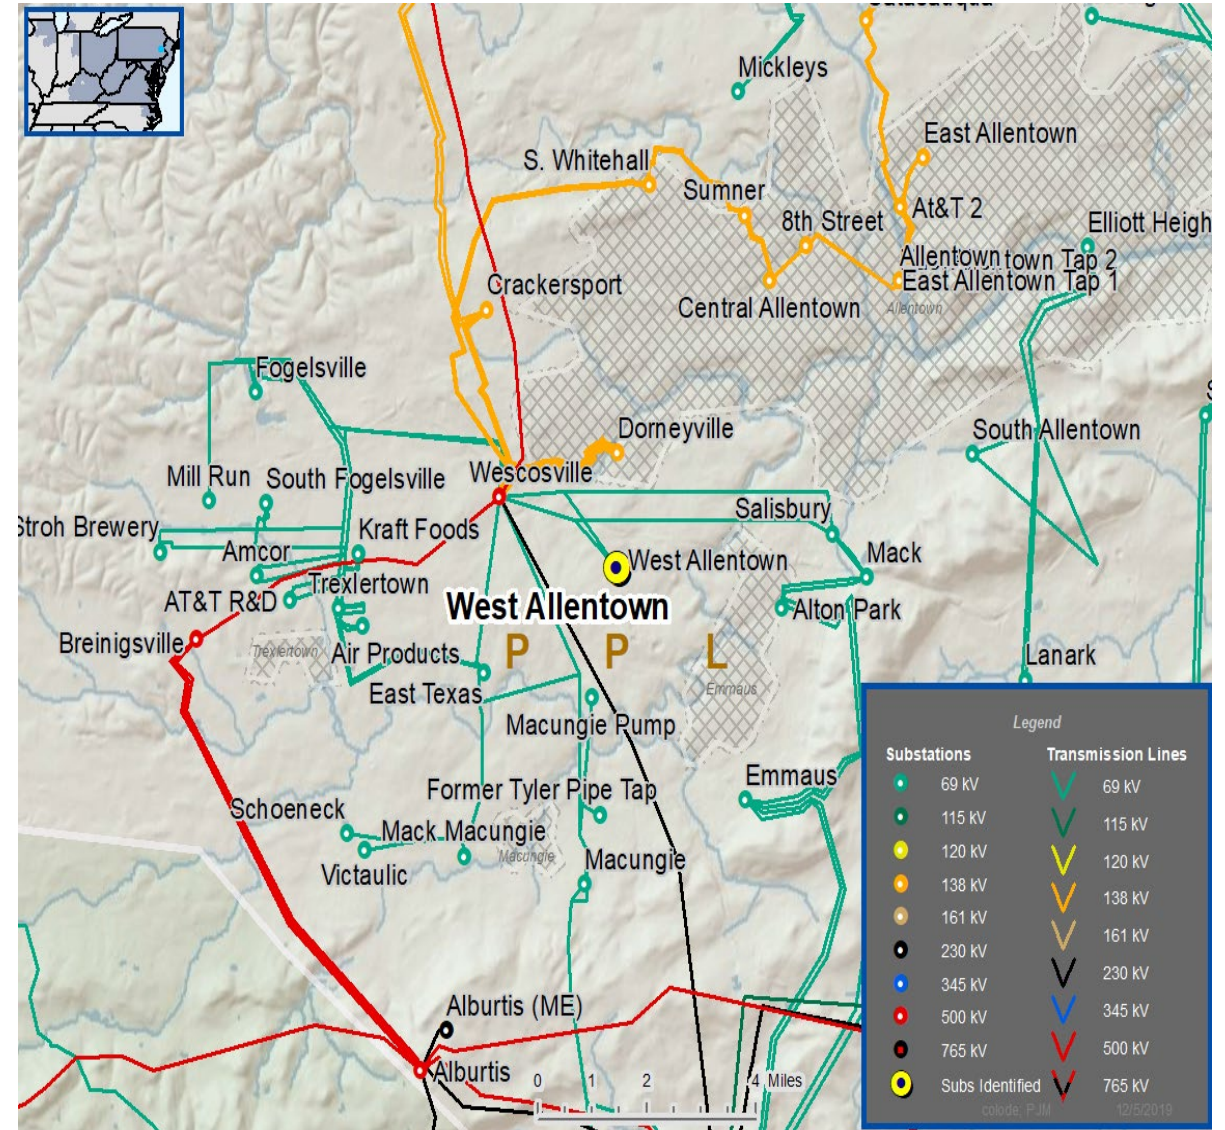 Mickleys
East Allentown
S. Whitehall
Sumner
At&T 2
8th Street
Elliott Heigh
Allentown
town Tap 2
East Allentown Tap 1
Crackersport
Central Allentown
Allentown
Fogelsville
Dorneyville
South Allentown
Wescosville
Mill Run
South Fogelsville
Salisbury
Stroh Brewery
Kraft Foods
Amcor
Mack
West Allentown
Trexlertown
AT&T R&D
West Allentown
Alton Park
Breinigsville
Trexlertown
Air Products
P P L
Lanark
East Texas
Emmaus
Macungie Pump
Emmaus
Former Tyler Pipe Tap
Schoeneck
Mack Macungie
Macungie
Macungie
Victaulic
Alburtis (ME)
Alburtis
0 1 2 4 Miles
Legend
Substations
Transmission Lines
69 kV
69 kV
115 kV
115 kV
120 kV
120 kV
138 kV
138 kV
161 kV
161 kV
230 kV
230 kV
345 kV
345 kV
500 kV
500 kV
765 kV
765 kV
Subs Identified
colode: PJM
12/5/2019